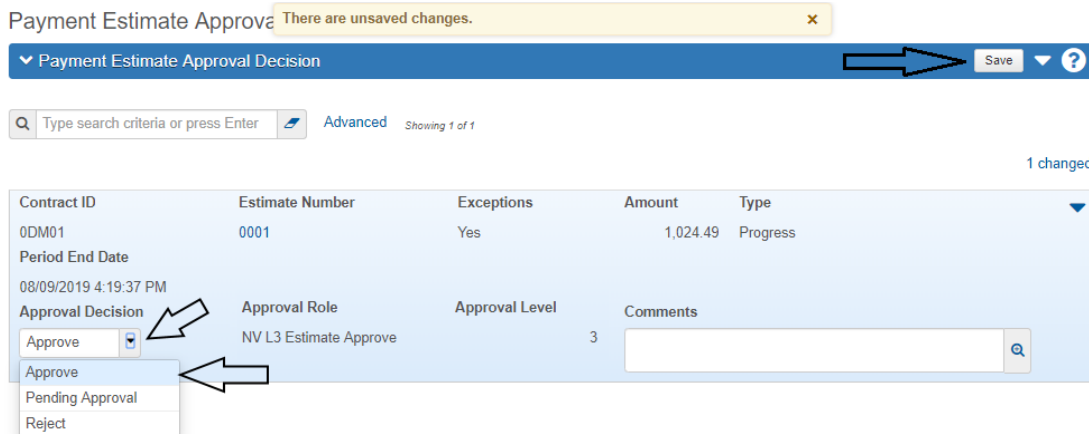 Payment Estimate Approva
There are unsaved changes. ×
Payment Estimate Approval Decision
Save ?
Type search criteria or press Enter Advanced Showing 1 of 1
1 changed
Contract ID Estimate Number Exceptions Amount Type
0DM01 0001 Yes 1,024.49 Progress
Period End Date
08/09/2019 4:19:37 PM
Approval Decision Approval Role Approval Level Comments
Approve NV L3 Estimate Approve 3
Approve
Pending Approval
Reject